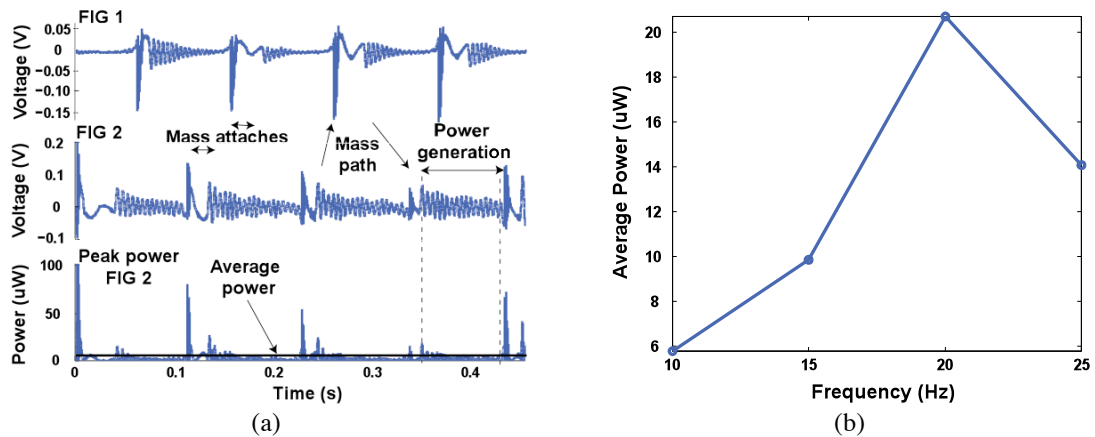 FIG 1
Voltage (V)
0.05
0
−0.05
−0.10
−0.15
Mass attaches
Mass
path
Power
generation
FIG 2
Voltage (V)
0.2
0.1
0
−0.1
Peak power
FIG 2
Average
power
Power (uW)
100
50
0
0 0.1 0.2 0.3 0.4
Time (s)
(a)
Average Power (uW)
20
18
16
14
12
10
8
6
10 15 20 25
Frequency (Hz)
(b)